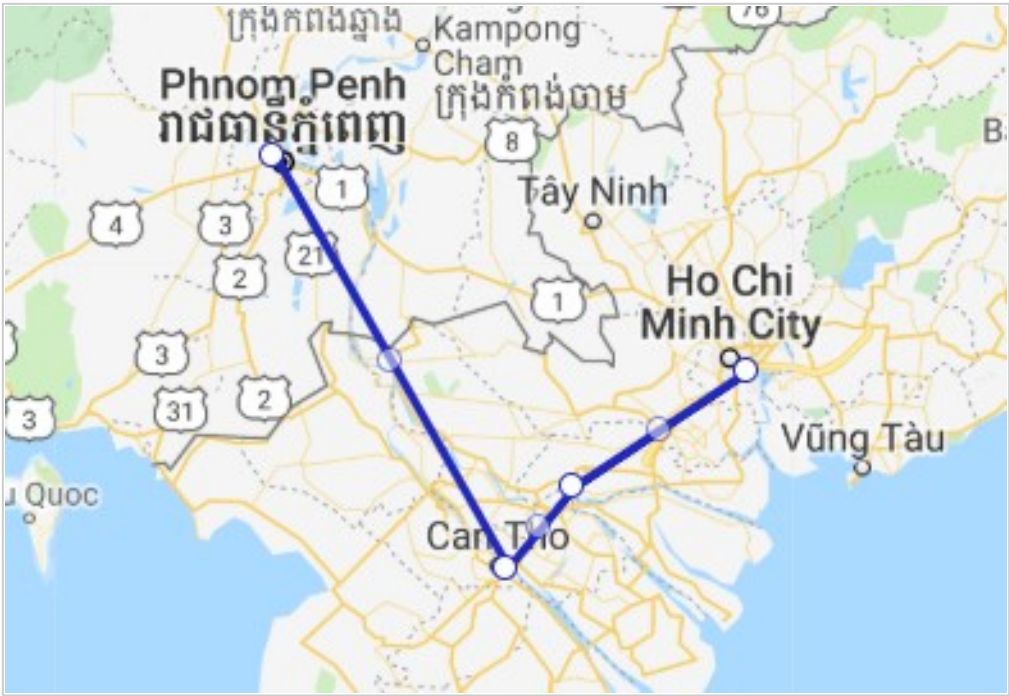 ក្រុងកំពង់ឆ្នាំង
76
Kampong
Cham
ក្រុងកំពង់ចាម
Phnom Penh
រាជធានីភ្នំពេញ
8
1
Tây Ninh
4
3
21
2
1
Ho Chi
Minh City
3
2
31
3
Vũng Tàu
u Quoc
Can Tho